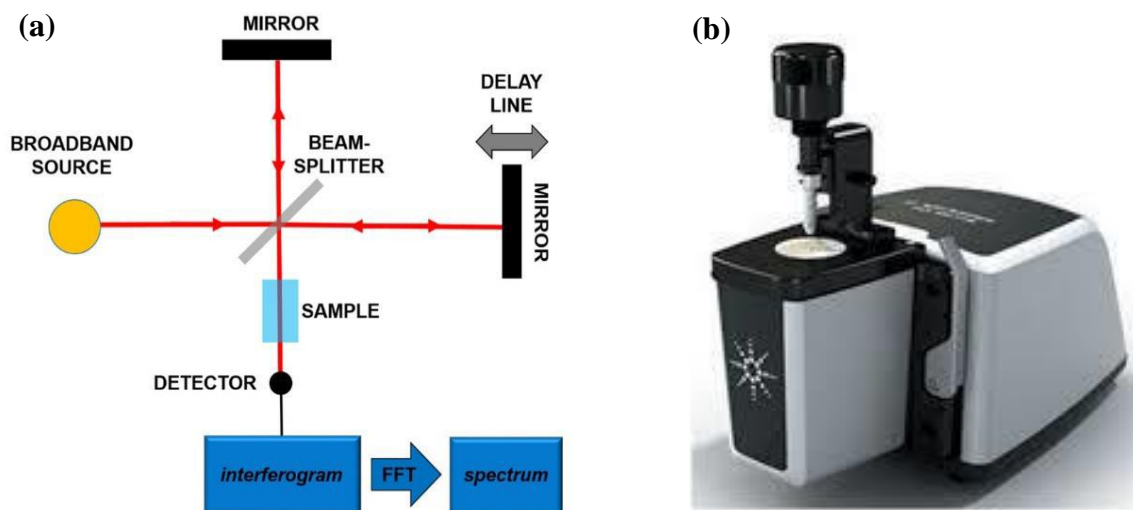 (a)
MIRROR
DELAY
LINE
BROADBAND
SOURCE
BEAM-
SPLITTER
MIRROR
SAMPLE
DETECTOR
interferogram
FFT
spectrum
(b)